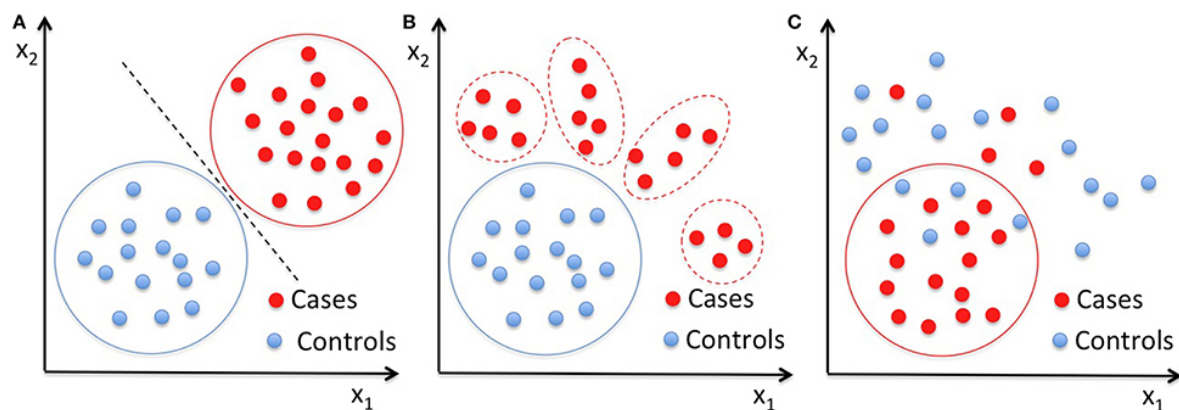 A
X2
Cases
Controls
X1
B
X2
Cases
Controls
X1
C
X2
Cases
Controls
X1